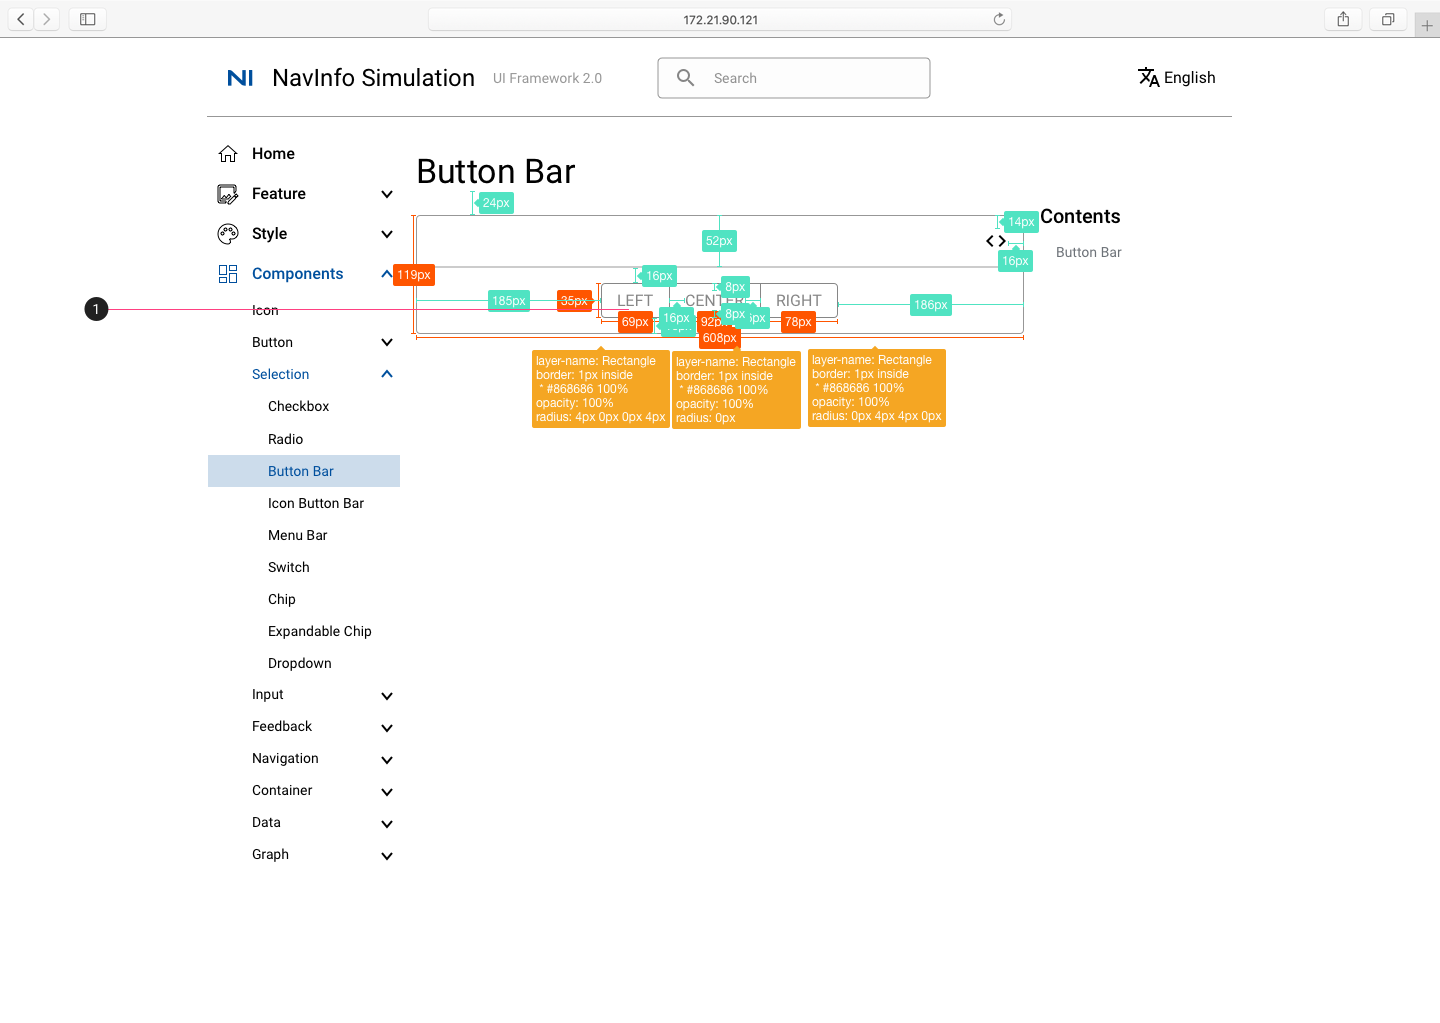 172.21.90.121
NavInfo Simulation
UI Framework 2.0
Search
English
Home
Feature
Style
Components
Icon
Button
Selection
Checkbox
Radio
Button Bar
Icon Button Bar
Menu Bar
Switch
Chip
Expandable Chip
Dropdown
Input
Feedback
Navigation
Container
Data
Graph
1
Button Bar
24px
52px
14px
16px
119px
16px
8px
185px
35px
LEFT
CENTER
RIGHT
186px
69px
16px
92p
8px
78px
608px
layer-name: Rectangle
border: 1px inside
* #868686 100%
opacity: 100%
radius: 4px 0px 0px 4px
layer-name: Rectangle
border: 1px inside
* #868686 100%
opacity: 100%
radius: 0px
layer-name: Rectangle
border: 1px inside
* #868686 100%
opacity: 100%
radius: 0px 4px 4px 0px
Contents
Button Bar